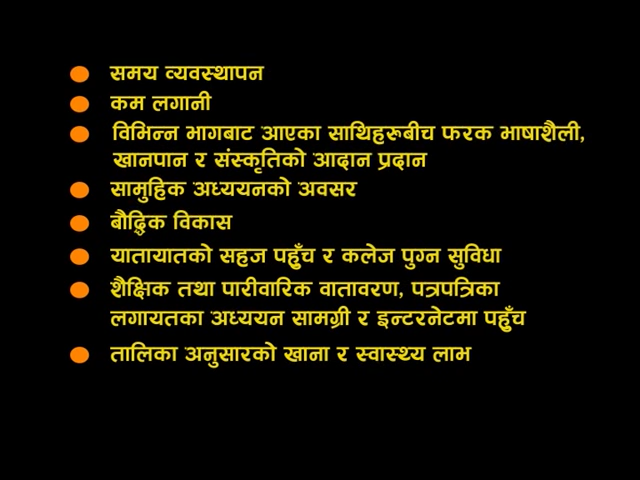 समय व्यवस्थापन
कम लगानी
विभिन्न भागबाट आएका साथिहरूबीच फरक भाषाशैली,
खानपान र संस्कृतिको आदान प्रदान
सामुहिक अध्ययनको अवसर
बौद्धिक विकास
यातायातको सहज पहुँच र कलेज पुग्न सुविधा
शैक्षिक तथा पारीवारिक वातावरण, पत्रपत्रिका
लगायतका अध्ययन सामग्री र इन्टरनेटमा पहुँच
तालिका अनुसारको खाना र स्वास्थ्य लाभ